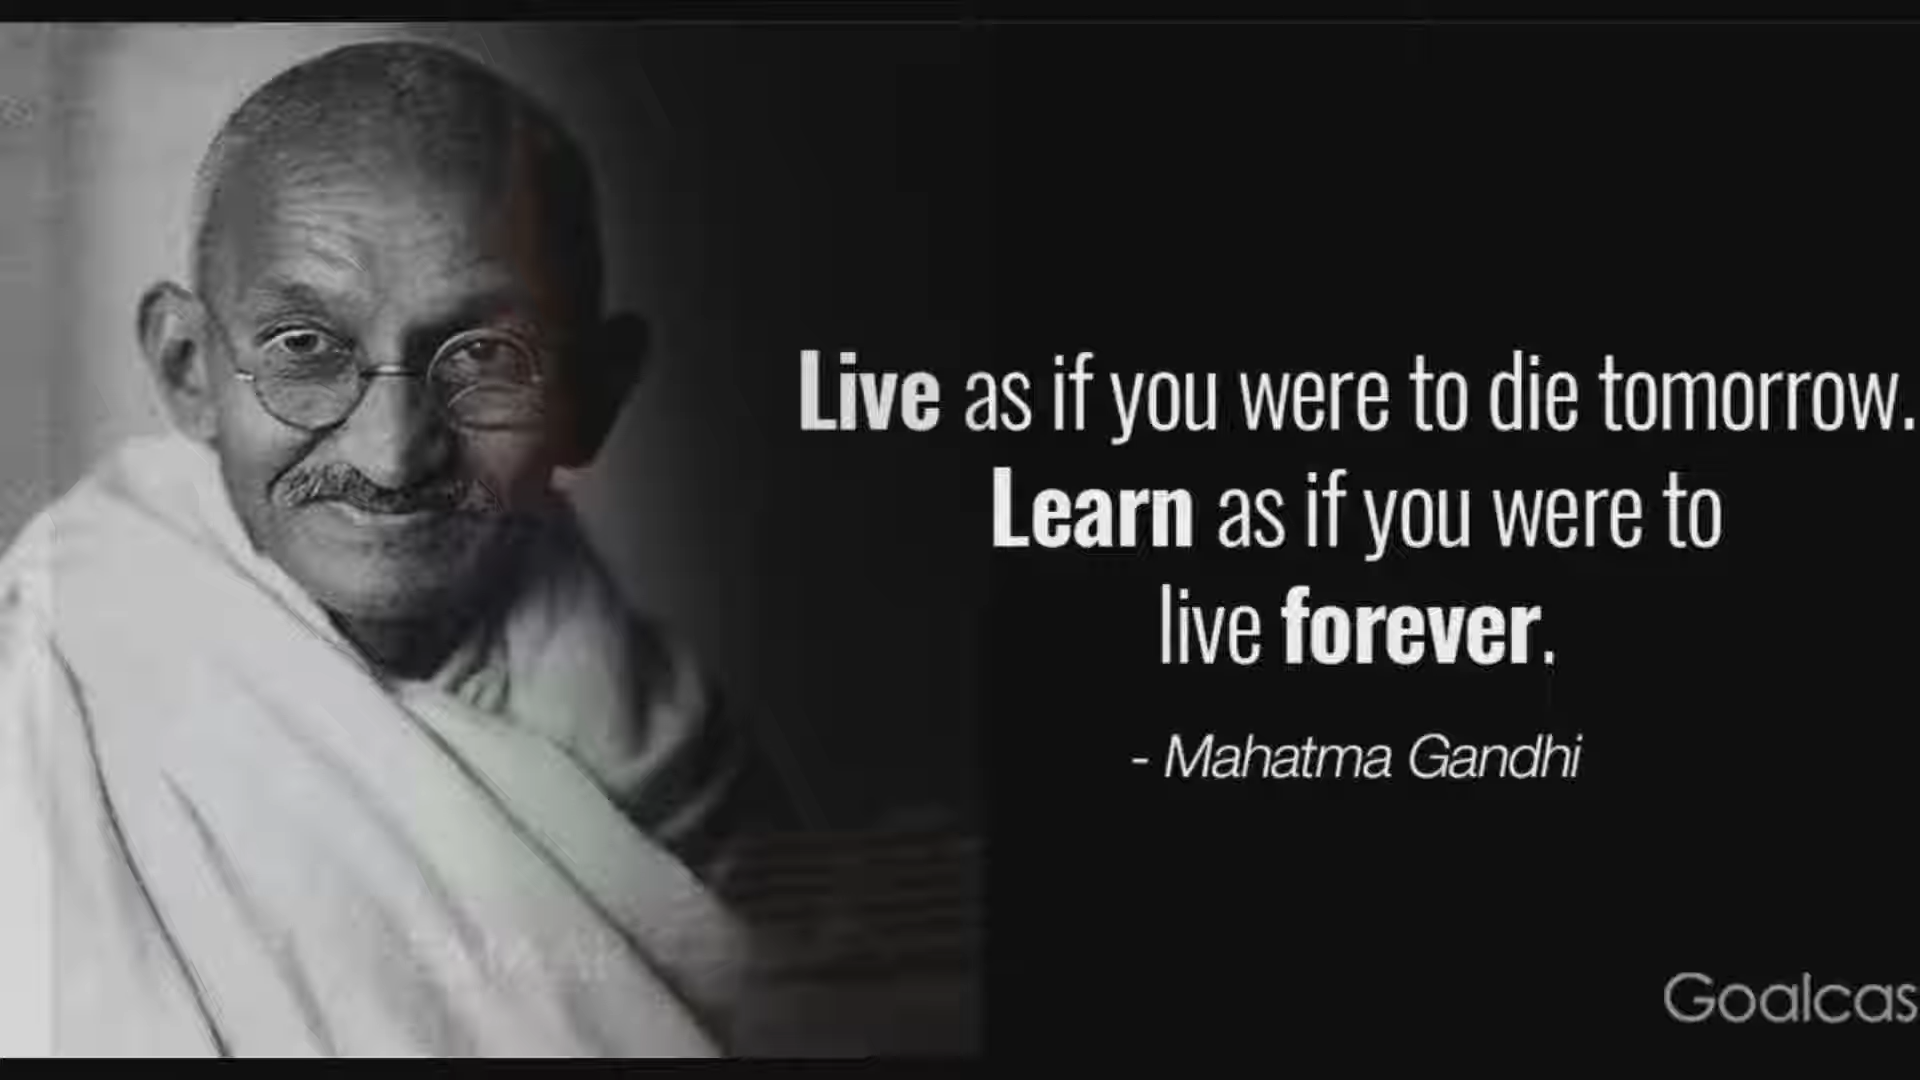 Live as if you were to die tomorrow.
Learn as if you were to
live forever.
- Mahatma Gandhi
Goalcas